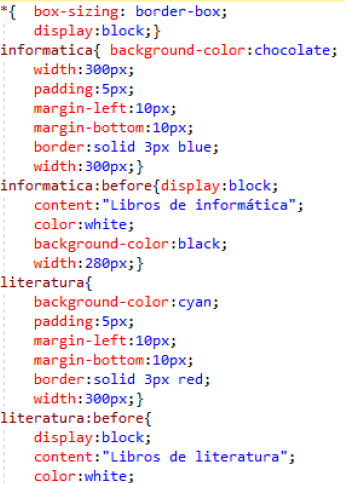 *{  box-sizing: border-box;
display:block;}
informatica{ background-color:chocolate;
width:300px;
padding:5px;
margin-left:10px;
margin-bottom:10px;
border:solid 3px blue;
width:300px;}
informatica:before{display:block;
content:"Libros de informática";
color:white;
background-color:black;
width:280px;}
literatura{
background-color:cyan;
padding:5px;
margin-left:10px;
margin-bottom:10px;
border:solid 3px red;
width:300px;}
literatura:before{
display:block;
content:"Libros de literatura";
color:white;